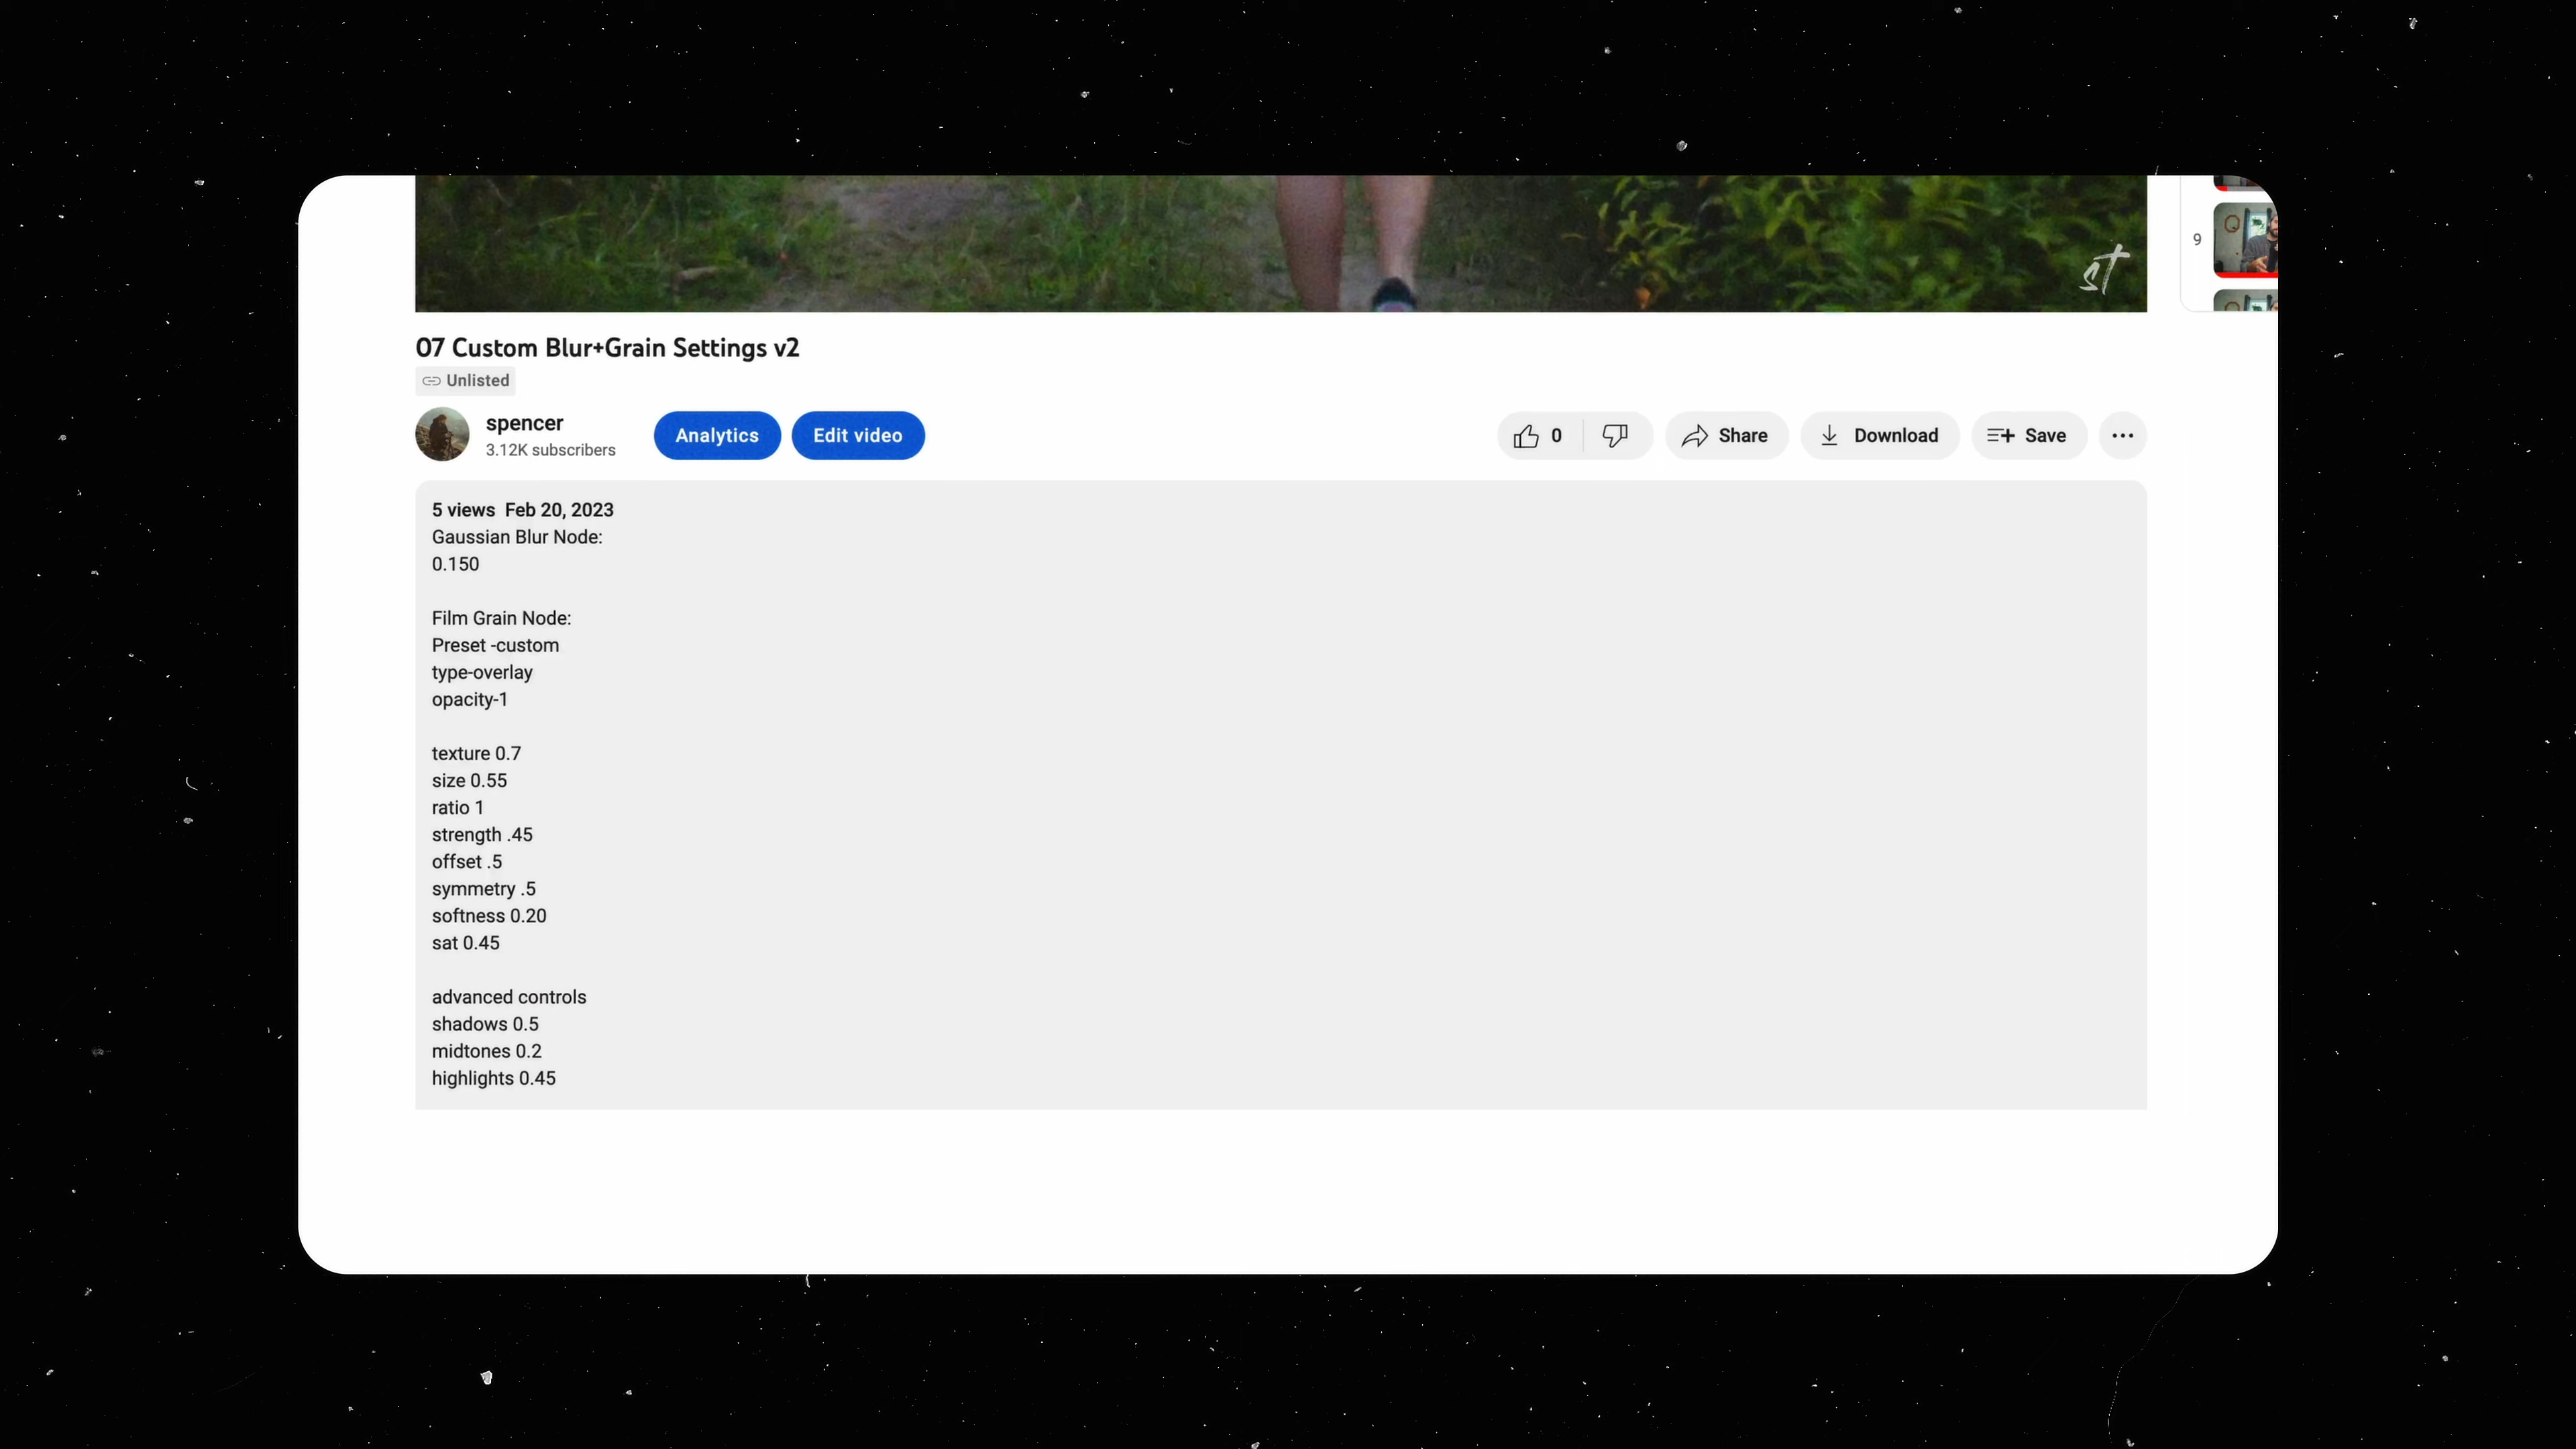 st
9
07 Custom Blur+Grain Settings v2
Unlisted
spencer
3.12K subscribers
Analytics
Edit video
0
Share
Download
Save
5 views  Feb 20, 2023
Gaussian Blur Node:
0.150
Film Grain Node:
Preset -custom
type-overlay
opacity-1
texture 0.7
size 0.55
ratio 1
strength .45
offset .5
symmetry .5
softness 0.20
sat 0.45
advanced controls
shadows 0.5
midtones 0.2
highlights 0.45